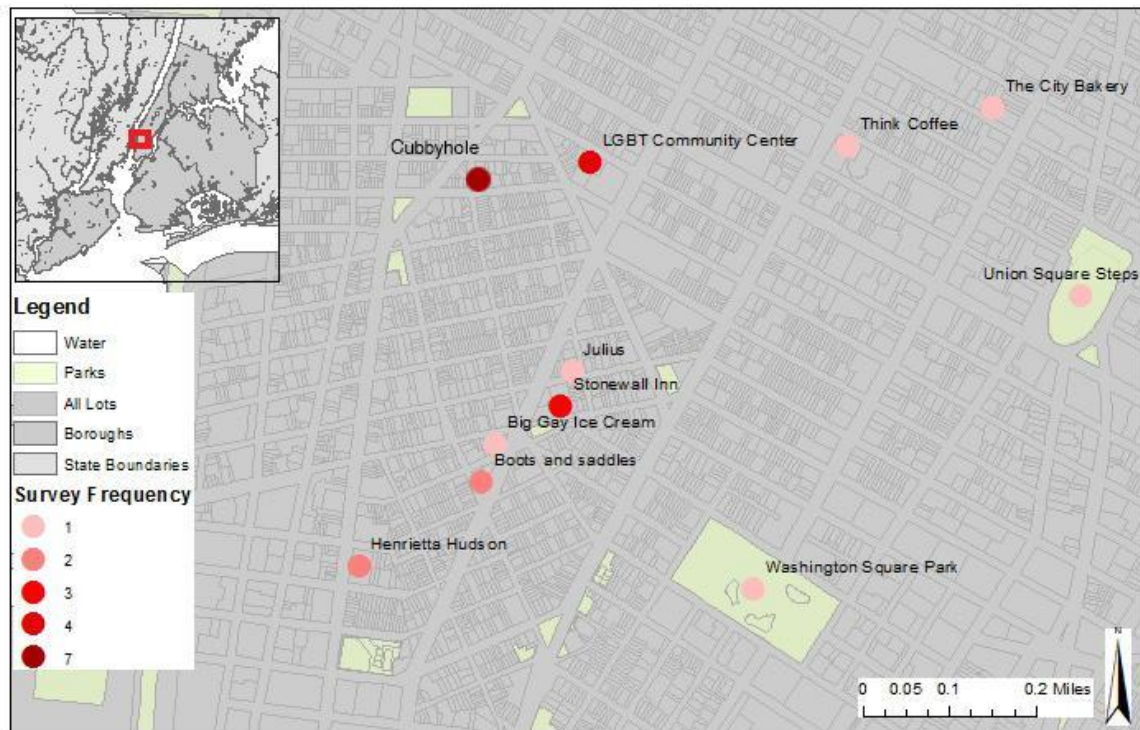 The City Bakery
Think Coffee
LGBT Community Center
Cubbyhole
Union Square Steps
Legend
Water
Parks
All Lots
Boroughs
State Boundaries
Survey Frequency
1
2
3
4
7
Julius
Stonewall Inn
Big Gay Ice Cream
Boots and saddles
Henrietta Hudson
Washington Square Park
N
0 0.05 0.1 0.2 Miles